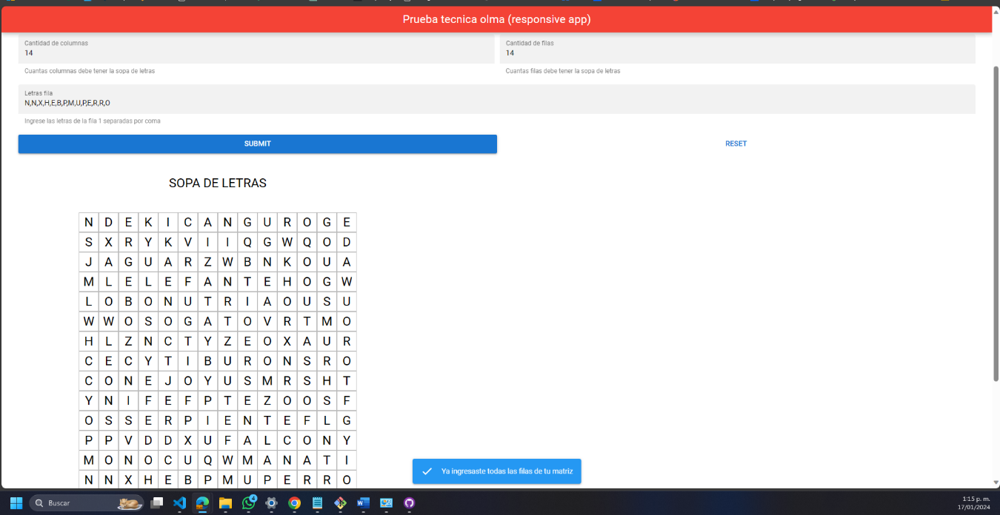 Prueba tecnica olma (responsive app)
Cantidad de columnas
14
Cuantas columnas debe tener la sopa de letras
Cantidad de filas
14
Cuantas filas debe tener la sopa de letras
Letras fila
N,N,X,H,E,B,P,M,U,P,E,R,R,O
Ingrese las letras de la fila 1 separadas por coma
SUBMIT
RESET
SOPA DE LETRAS
N D E K I C A N G U R O G E
S X R Y K V I I Q G W Q O D
J A G U A R Z W B N K O U A
M L E L E F A N T E H O G W
L O B O N U T R I A O U S U
W W O S O G A T O V R T M O
H L Z N C T Y Z E O X A U R
C E C Y T I B U R O N S R O
C O N E J O Y U S M R S H T
Y N I F E F P T E Z O O S F
O S S E R P I E N T E F L G
P P V D D X U F A L C O N Y
M O N O C U Q W M A N A T I
N N X H E B P M U P E R R O
Ya ingresaste todas las filas de tu matriz
Buscar
4
1:15 p. m.
17/01/2024